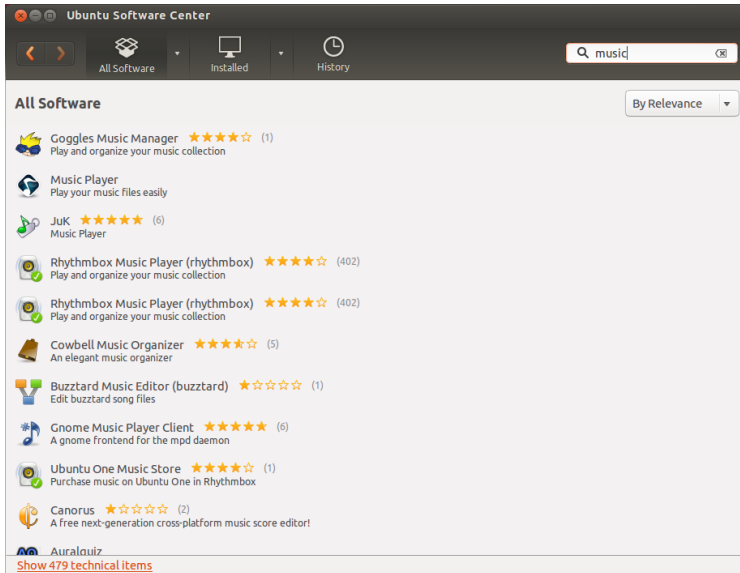 Ubuntu Software Center
All Software
Installed
History
music
All Software
By Relevance
Goggles Music Manager (1)
Play and organize your music collection
Music Player
Play your music files easily
JuK (6)
Music Player
Rhythmbox Music Player (rhythmbox) (402)
Play and organize your music collection
Rhythmbox Music Player (rhythmbox) (402)
Play and organize your music collection
Cowbell Music Organizer (5)
An elegant music organizer
Buzztard Music Editor (buzztard) (1)
Edit buzztard song files
Gnome Music Player Client (6)
A gnome frontend for the mpd daemon
Ubuntu One Music Store (1)
Purchase music on Ubuntu One in Rhythmbox
Canorus (2)
A free next-generation cross-platform music score editor!
Auralquiz
Show 479 technical items